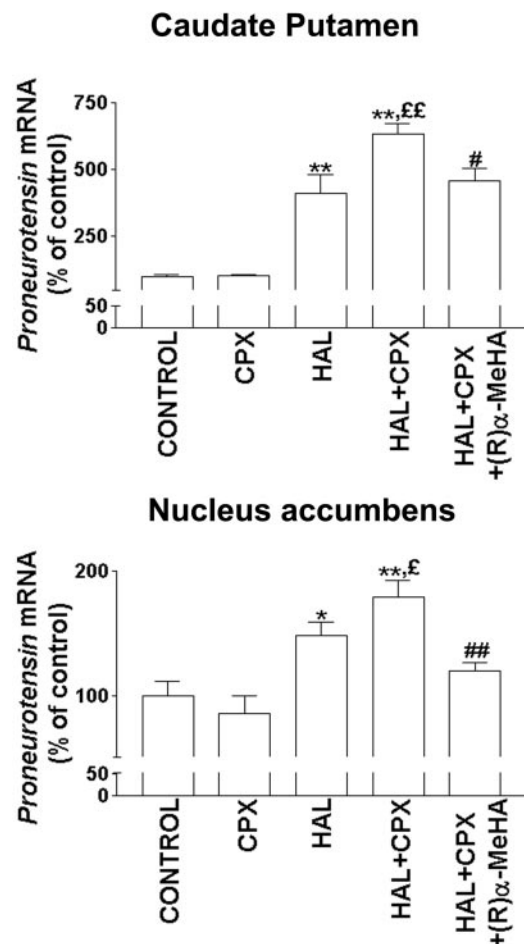 Caudate Putamen
Proneurotensin mRNA
(% of control)
750
500
250
50
0
**
**,££
#
CONTROL
CPX
HAL
HAL+CPX
HAL+CPX
+(R)α-MeHA
Nucleus accumbens
Proneurotensin mRNA
(% of control)
200
100
50
0
*
**,£
##
CONTROL
CPX
HAL
HAL+CPX
HAL+CPX
+(R)α-MeHA